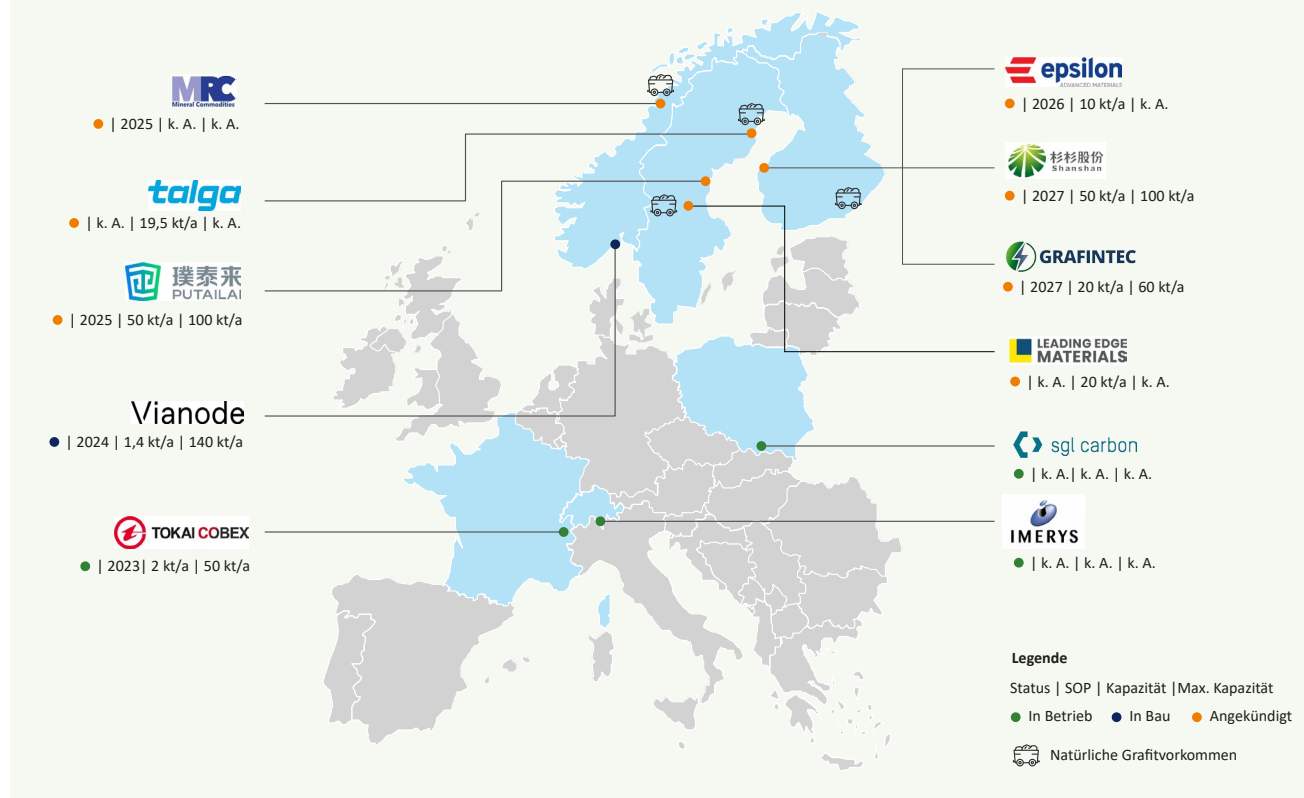 MRC
Mineral Commodities
| 2025 | k. A. | k. A.
talga
| k. A. | 19,5 kt/a | k. A.
璞泰来
PUTAILAI
| 2025 | 50 kt/a | 100 kt/a
Vianode
| 2024 | 1,4 kt/a | 140 kt/a
TOKAI COBEX
| 2023| 2 kt/a | 50 kt/a
epsilon
ADVANCED MATERIALS
| 2026 | 10 kt/a | k. A.
杉杉股份
Shanshan
| 2027 | 50 kt/a | 100 kt/a
GRAFINTEC
| 2027 | 20 kt/a | 60 kt/a
LEADING EDGE
MATERIALS
| k. A. | 20 kt/a | k. A.
sgl carbon
| k. A.| k. A. | k. A.
IMERYS
| k. A. | k. A. | k. A.
Legende
Status | SOP | Kapazität |Max. Kapazität
In Betrieb In Bau Angekündigt
Natürliche Grafitvorkommen